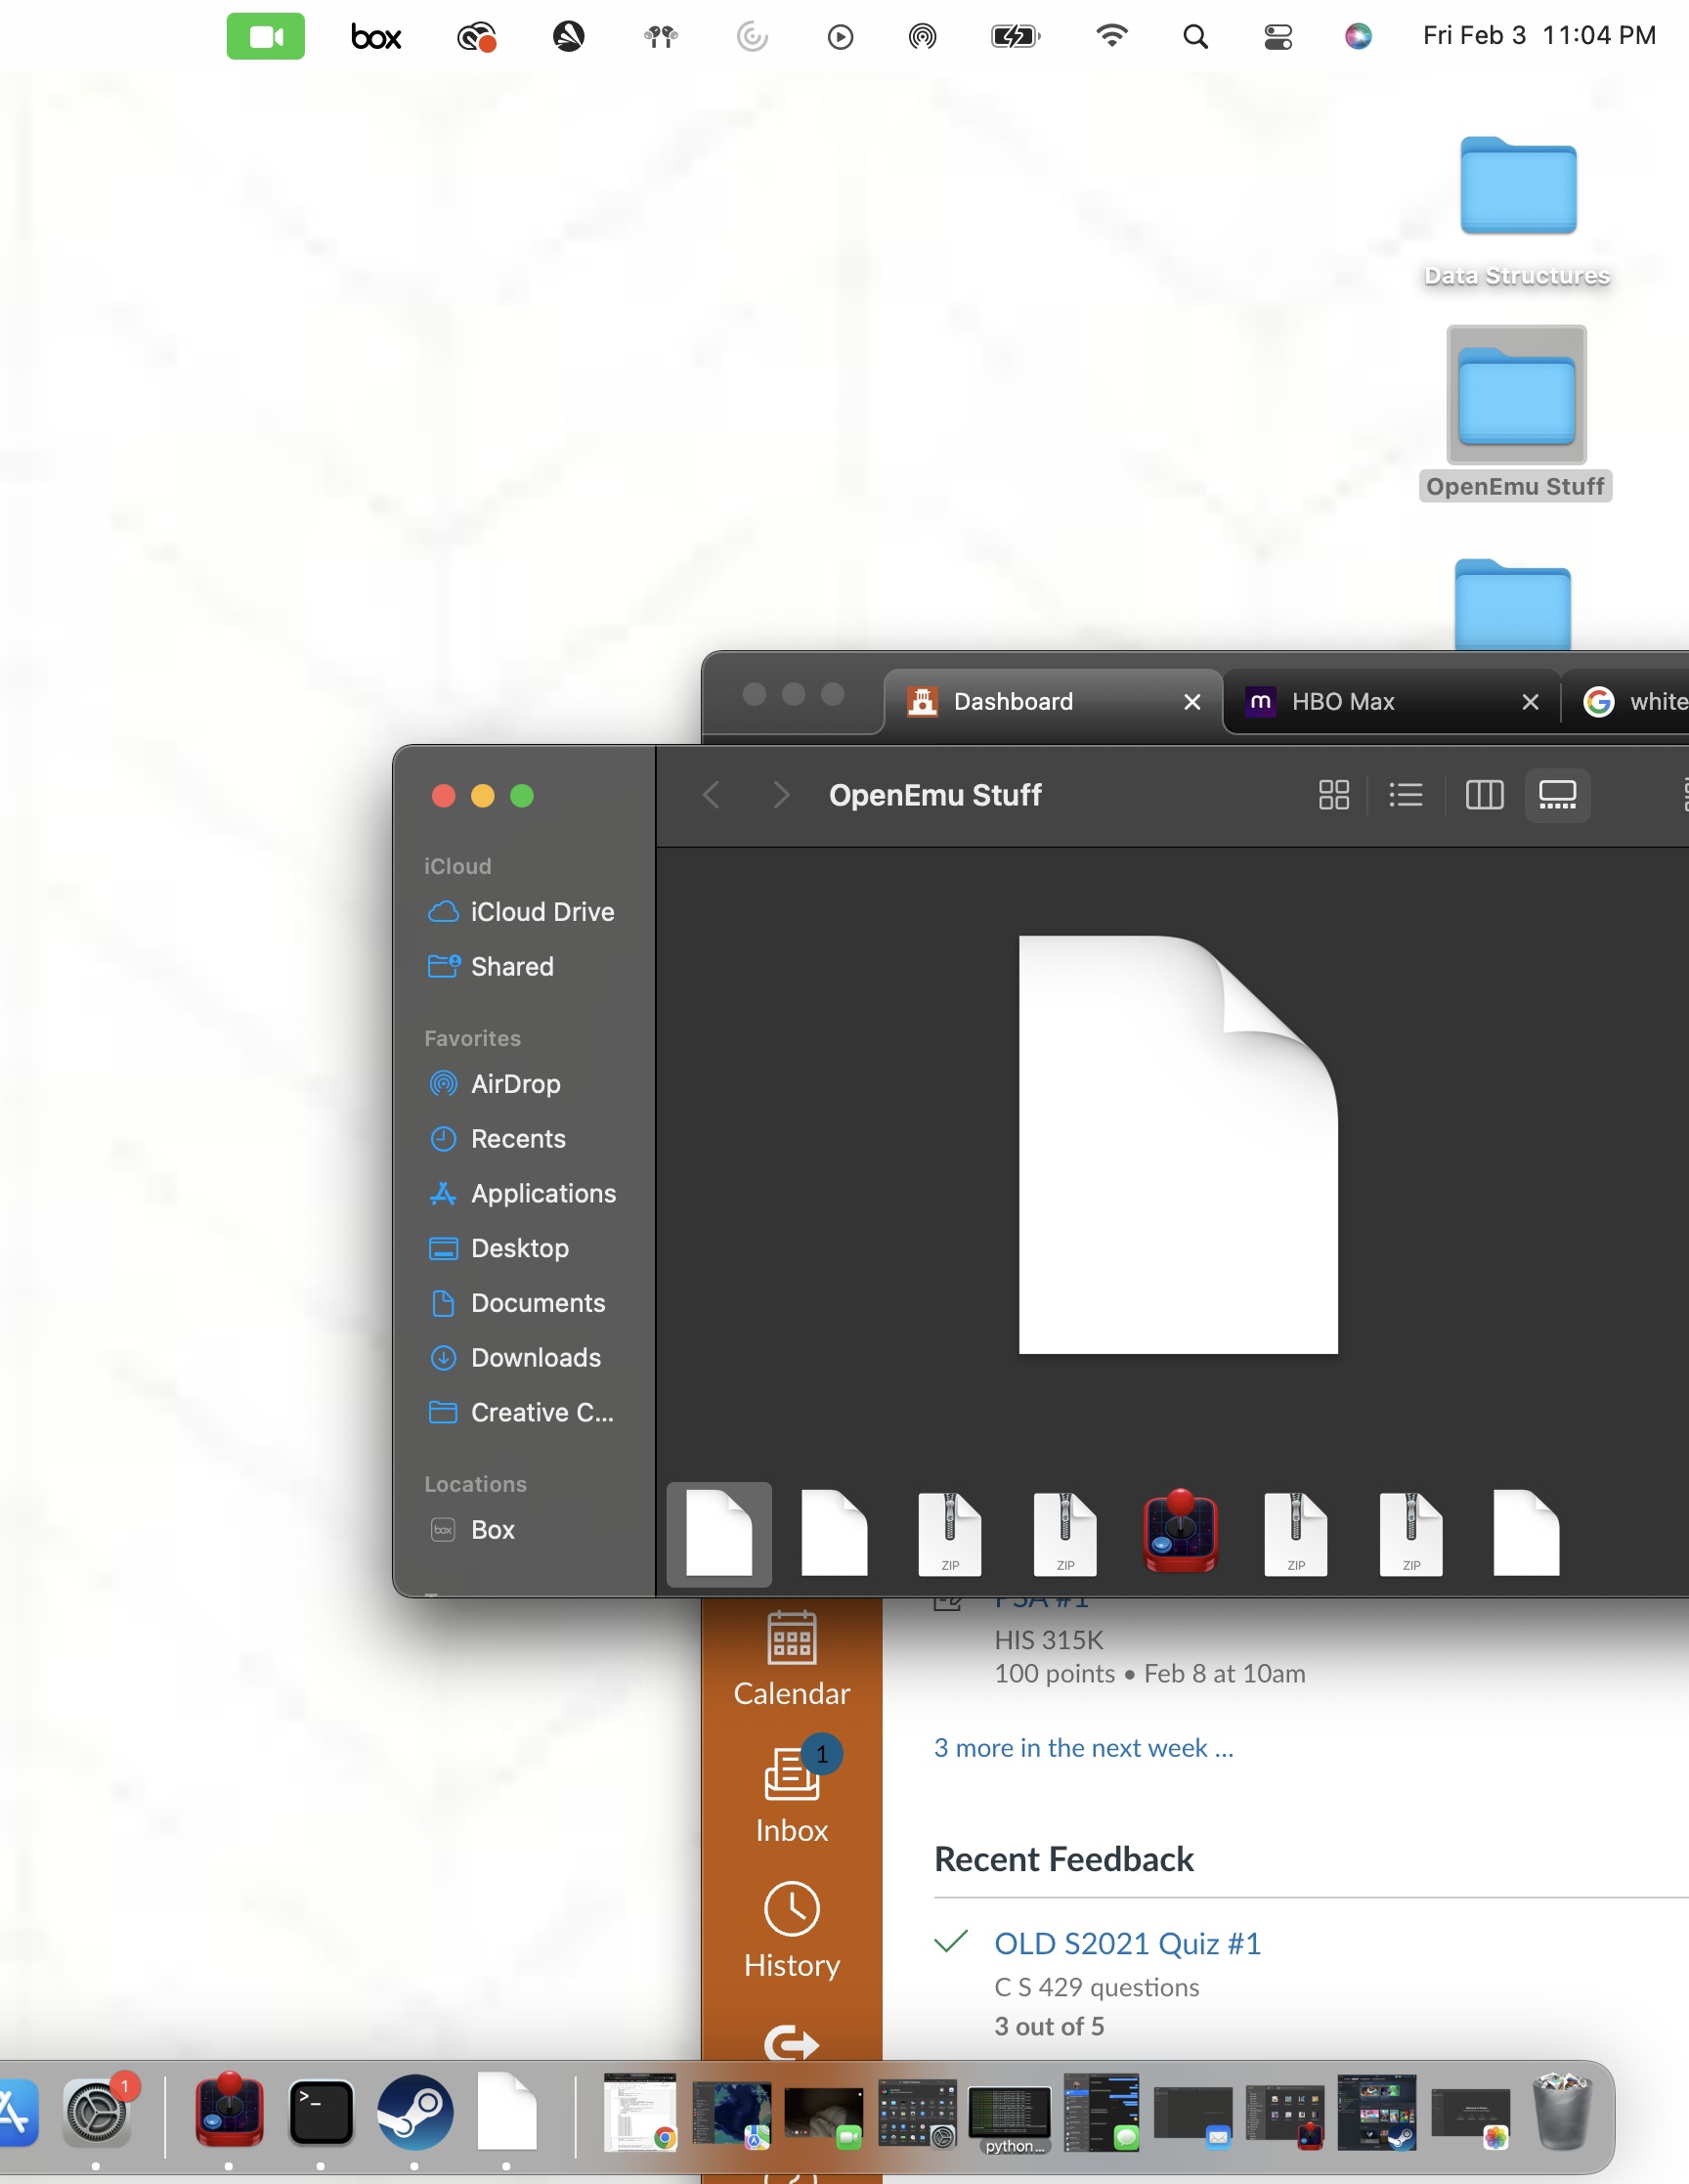 box
Fri Feb 3 11:04 PM
Data Structures
OpenEmu Stuff
Dashboard
HBO Max
white
OpenEmu Stuff
iCloud
iCloud Drive
Shared
Favorites
AirDrop
Recents
Applications
Desktop
Documents
Downloads
Creative C...
Locations
box
Box
ZIP
ZIP
ZIP
ZIP
PSA #1
HIS 315K
100 points • Feb 8 at 10am
3 more in the next week ...
Calendar
1
Inbox
History
Recent Feedback
OLD S2021 Quiz #1
C S 429 questions
3 out of 5
1
>_
python...